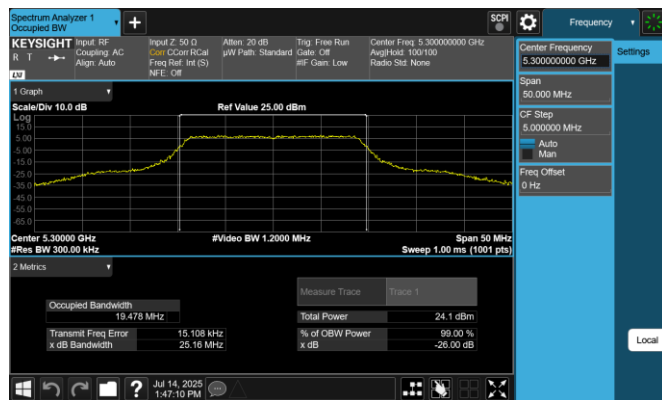 Spectrum Analyzer 1
Occupied BW
SCPI
Frequency
KEYSIGHT
R T
LXI
Input: RF
Coupling: AC
Align: Auto
Input Z: 50 Ω
Corr CCorr RCal
Freq Ref: Int (S)
NFE: Off
Atten: 20 dB
µW Path: Standard
Trig: Free Run
Gate: Off
#IF Gain: Low
Center Freq: 5.300000000 GHz
Avg|Hold: 100/100
Radio Std: None
Center Frequency
5.300000000 GHz
Settings
Span
50.000 MHz
CF Step
5.000000 MHz
Auto
Man
Freq Offset
0 Hz
1 Graph
Scale/Div 10.0 dB
Ref Value 25.00 dBm
Log
15.0
5.00
-5.00
-15.0
-25.0
-35.0
-45.0
-55.0
-65.0
Center 5.30000 GHz
#Video BW 1.2000 MHz
Span 50 MHz
#Res BW 300.00 kHz
Sweep 1.00 ms (1001 pts)
2 Metrics
Measure Trace
Trace 1
Occupied Bandwidth
19.478 MHz
Total Power
24.1 dBm
Transmit Freq Error
15.108 kHz
% of OBW Power
99.00 %
x dB Bandwidth
25.16 MHz
x dB
-26.00 dB
Local
?
Jul 14, 2025
1:47:10 PM